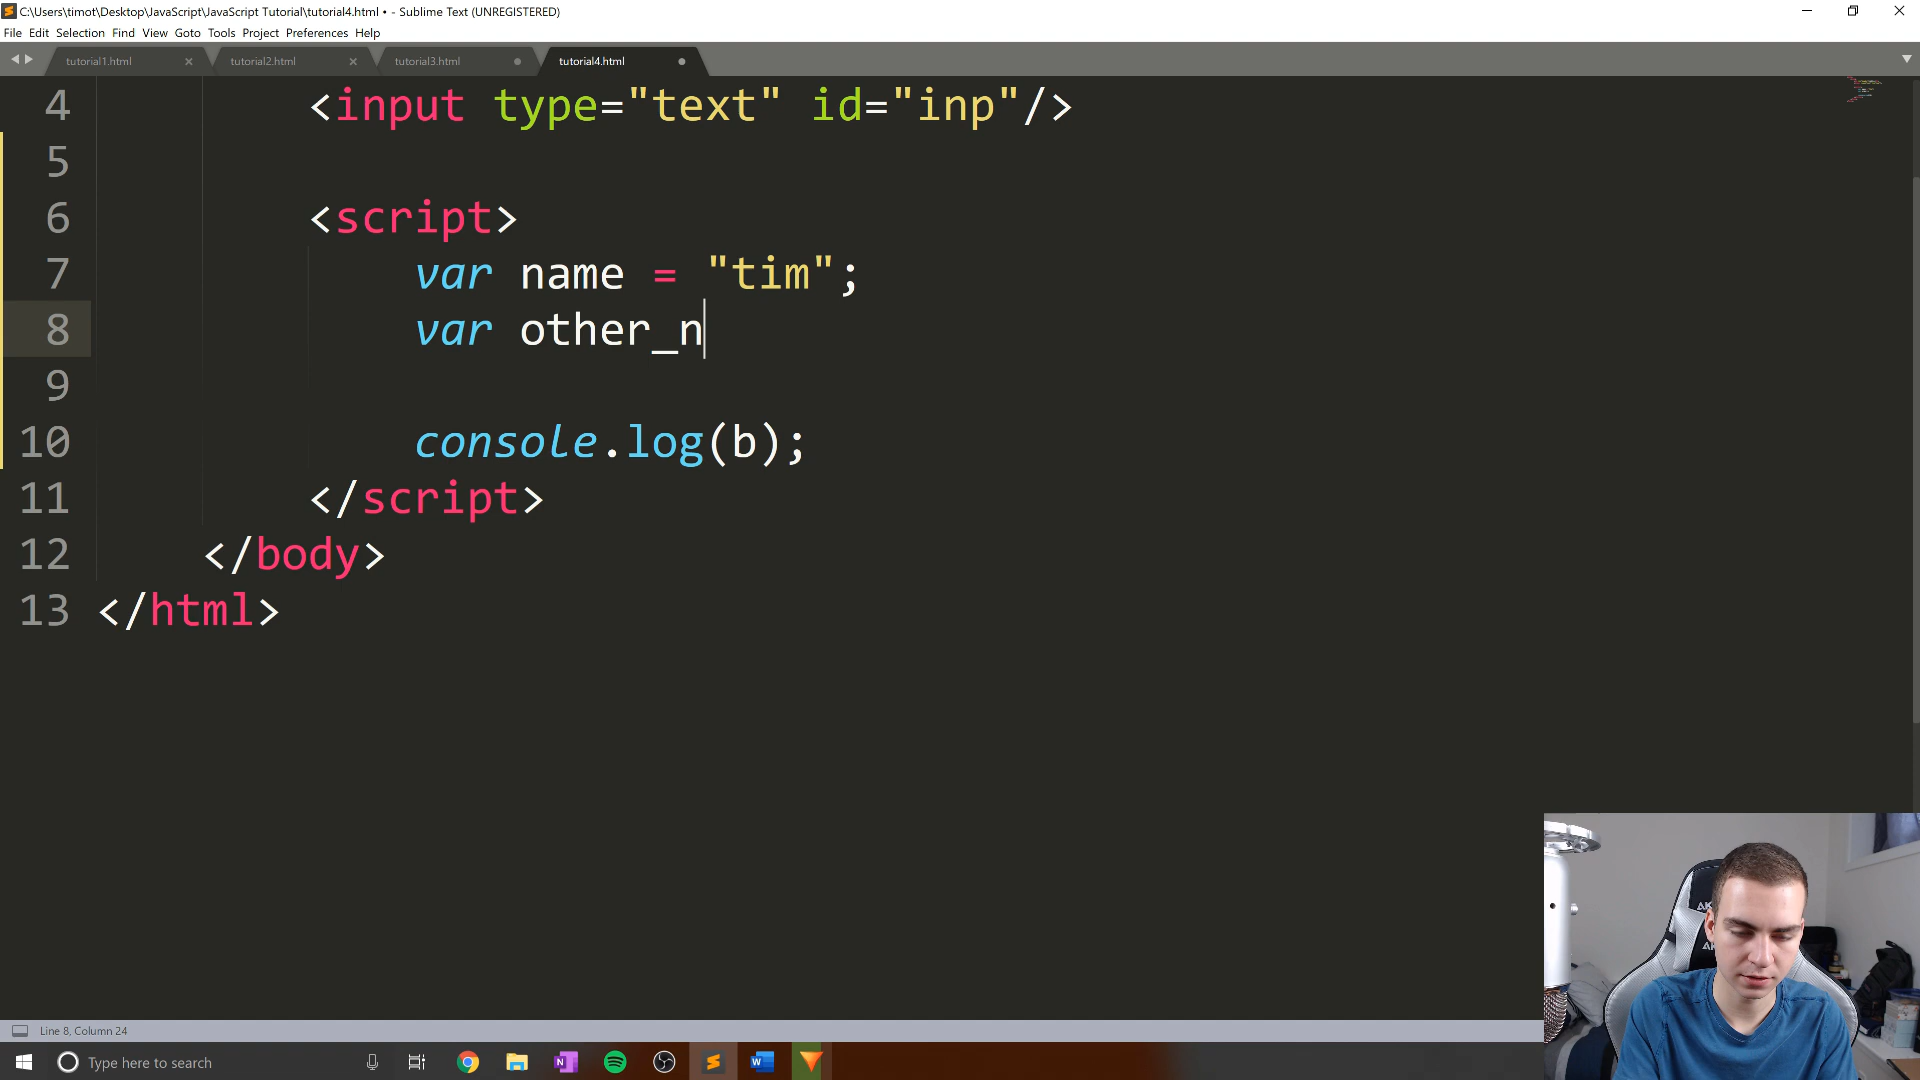 C:\Users\timot\Desktop\JavaScript\JavaScript Tutorial\tutorial4.html • - Sublime Text (UNREGISTERED)
File Edit Selection Find View Goto Tools Project Preferences Help
tutorial1.html tutorial2.html tutorial3.html tutorial4.html
4 <input type="text" id="inp"/>
5
6 <script>
7 var name = "tim";
8 var other_n
9
10 console.log(b);
11 </script>
12 </body>
13 </html>
Line 8, Column 24
Type here to search